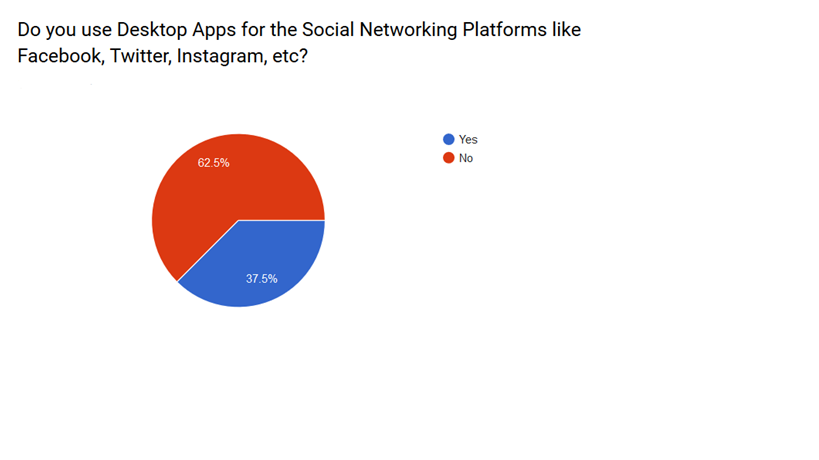 Do you use Desktop Apps for the Social Networking Platforms like
Facebook, Twitter, Instagram, etc?
Yes
No
62.5%
37.5%